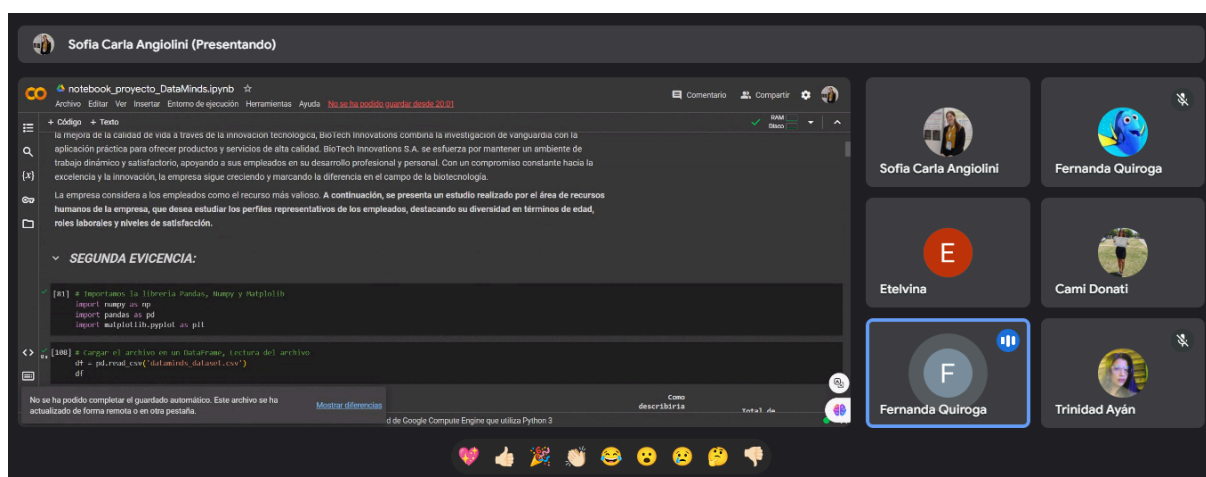 Sofia Carla Angiolini (Presentando)
notebook_proyecto_DataMinds.ipynb
Archivo Editar Ver Insertar Entorno de ejecución Herramientas Ayuda No se ha podido guardar desde 20:01
Comentario Compartir
+ Código + Texto
RAM
Disco
la mejora de la calidad de vida a través de la innovación tecnológica, BioTech Innovations combina la investigación de vanguardia con la
aplicación práctica para ofrecer productos y servicios de alta calidad. BioTech Innovations S.A. se esfuerza por mantener un ambiente de
trabajo dinámico y satisfactorio, apoyando a sus empleados en su desarrollo profesional y personal. Con un compromiso constante hacia la
excelencia y la innovación, la empresa sigue creciendo y marcando la diferencia en el campo de la biotecnología.
La empresa considera a los empleados como el recurso más valioso. A continuación, se presenta un estudio realizado por el área de recursos
humanos de la empresa, que desea estudiar los perfiles representativos de los empleados, destacando su diversidad en términos de edad,
roles laborales y niveles de satisfacción.
SEGUNDA EVICENCIA:
[81] # Importamos la libreria Pandas, Numpy y Matplolib
import numpy as np
import pandas as pd
import matplotlib.pyplot as plt
[100] # Cargar el archivo en un DataFrame, Lectura del archivo
df = pd.read_csv('dataminds_dataset.csv')
df
Como
describiria
Total de
No se ha podido completar el guardado automático. Este archivo se ha
actualizado de forma remota o en otra pestaña.
Mostrar diferencias
d de Google Compute Engine que utiliza Python 3
Sofia Carla Angiolini
Fernanda Quiroga
E
Etelvina
Cami Donati
F
Fernanda Quiroga
Trinidad Ayán